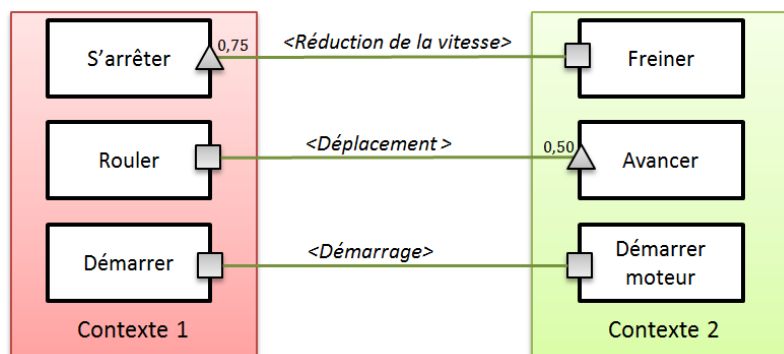 S'arrêter
0,75
<Réduction de la vitesse>
Freiner
Rouler
<Déplacement >
0,50
Avancer
Démarrer
<Démarrage>
Démarrer
moteur
Contexte 1
Contexte 2